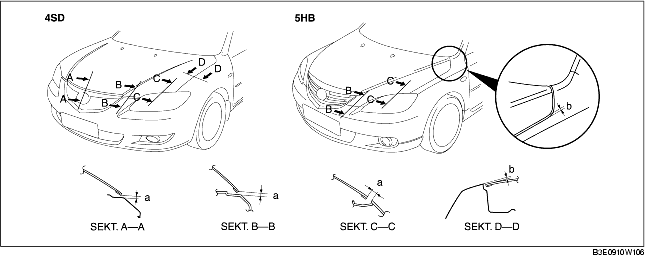 4SD
5HB
A
A
B
B
C
C
D
D
B
B
C
C
b
a
a
a
b
SEKT. A—A
SEKT. B—B
SEKT. C—C
SEKT. D—D
B3E0910W106